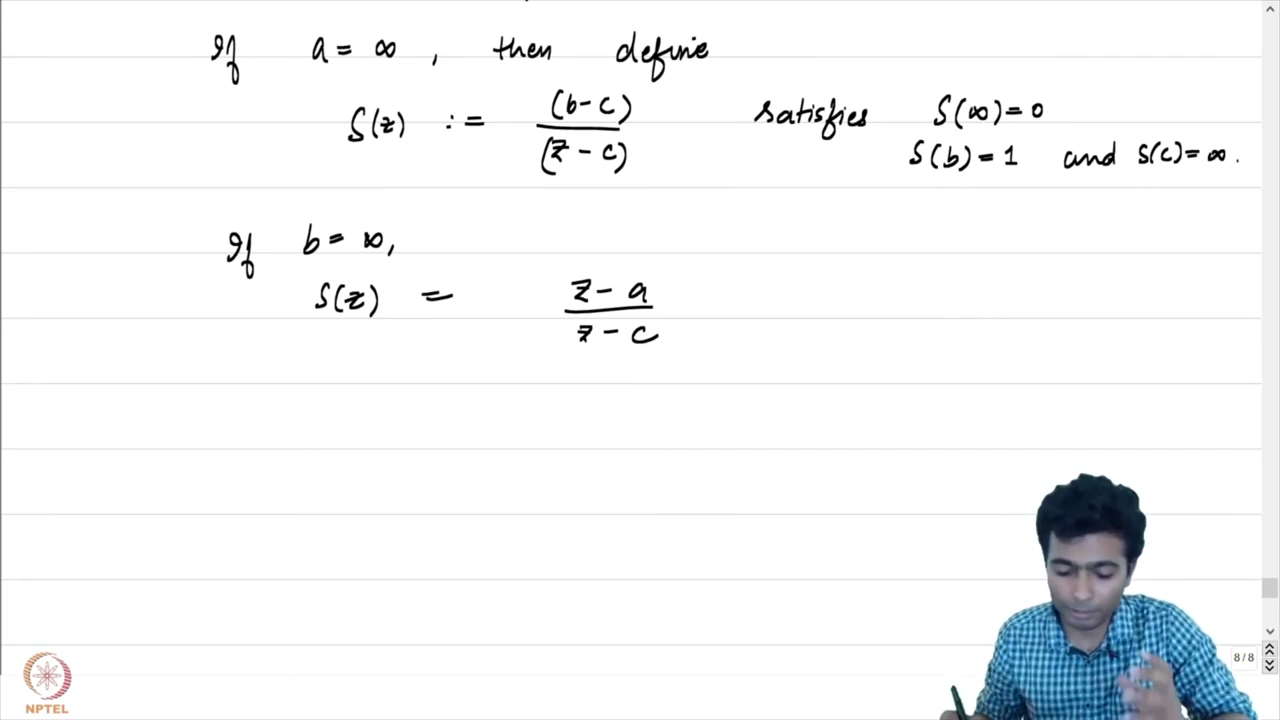 If a = ∞ , then define
S(z) := (b-c) / (z-c) satisfies S(∞) = 0
S(b) = 1 and S(c) = ∞.
If b = ∞,
S(z) = z-a / z-c
8 / 8
NPTEL